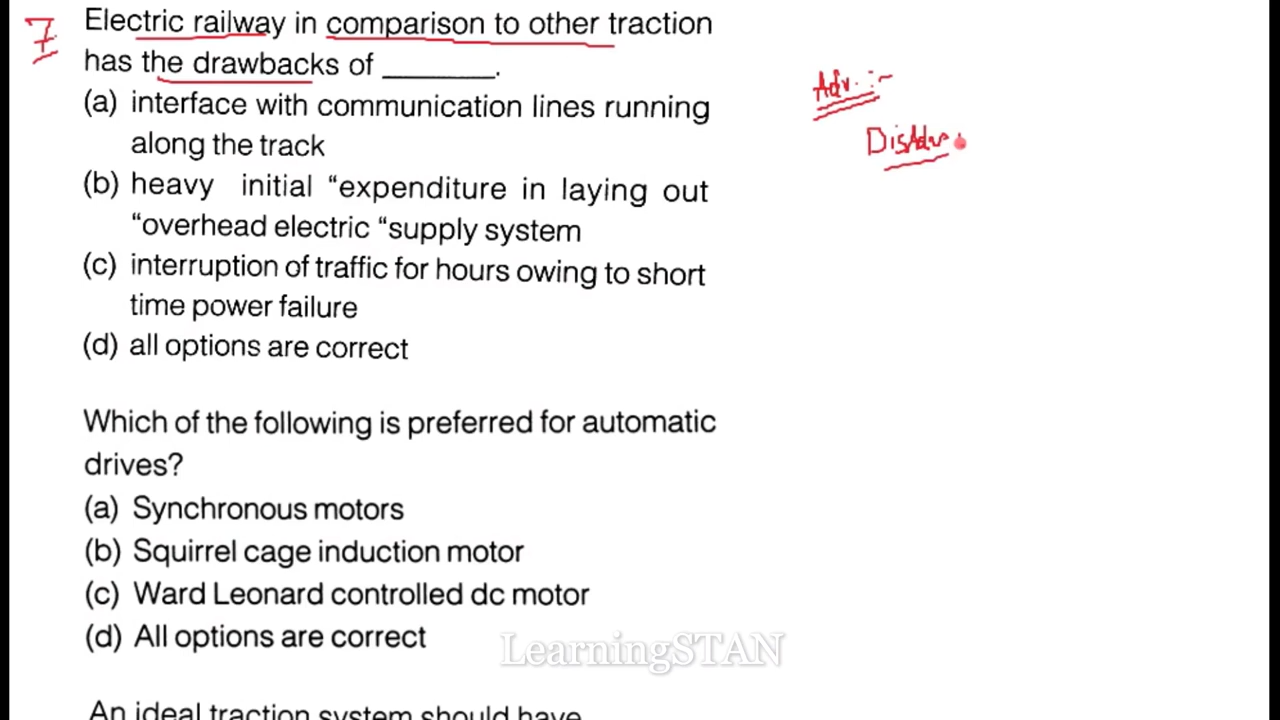 7 Electric railway in comparison to other traction
has the drawbacks of _______.
(a) interface with communication lines running
along the track
(b) heavy initial “expenditure in laying out
“overhead electric “supply system
(c) interruption of traffic for hours owing to short
time power failure
(d) all options are correct
Adv. :-
DisAdv :
Which of the following is preferred for automatic
drives?
(a) Synchronous motors
(b) Squirrel cage induction motor
(c) Ward Leonard controlled dc motor
(d) All options are correct
LearningSTAN
An ideal traction system should have